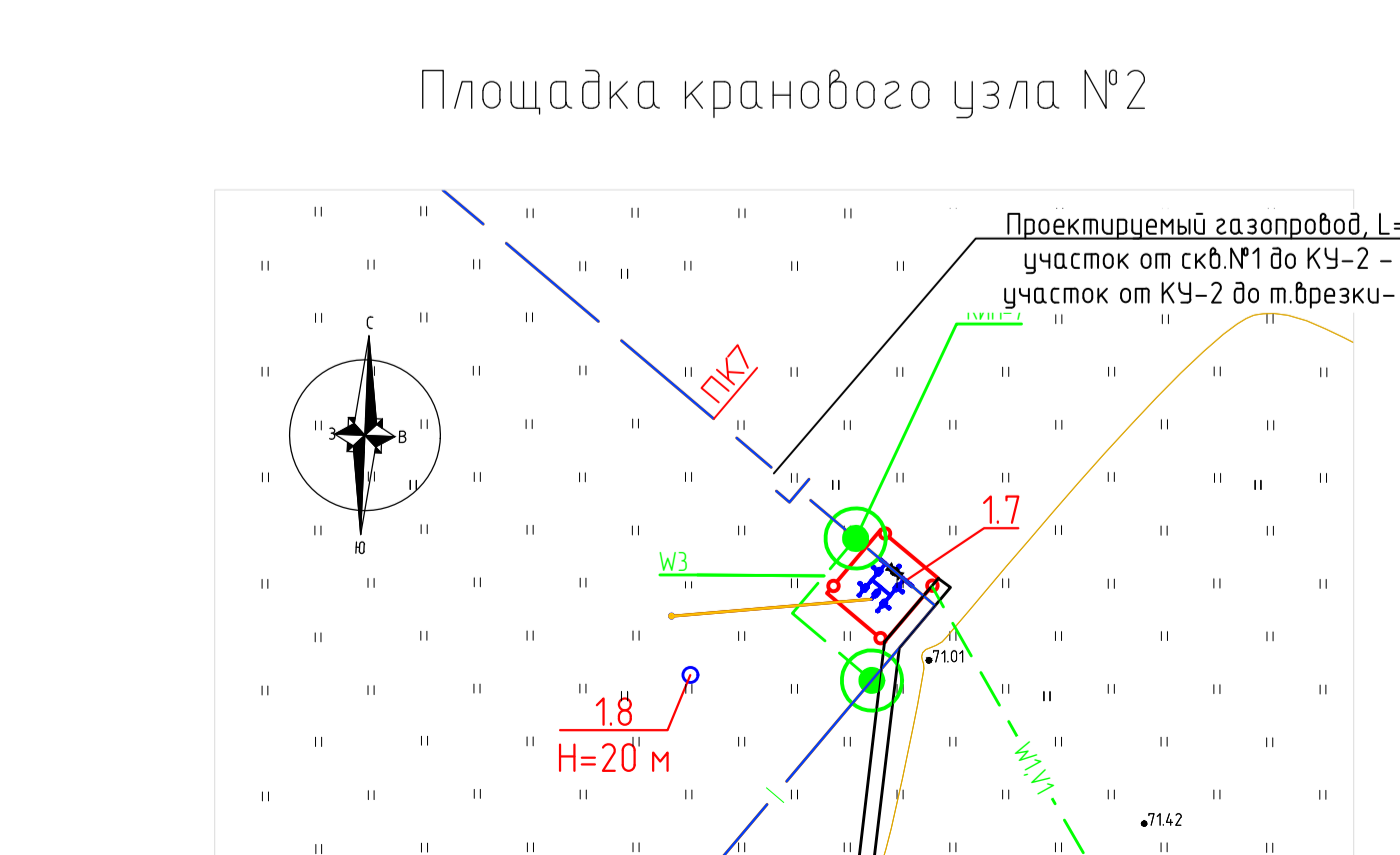 Площадка кранового узла №2
Проектируемый газопровод, L=
участок от скв.№1 до КУ-2 -
участок от КУ-2 до т.врезки-
С
З
В
Ю
ПК7
1.7
W3
71.01
1.8
H=20 м
W1.V1
71.42